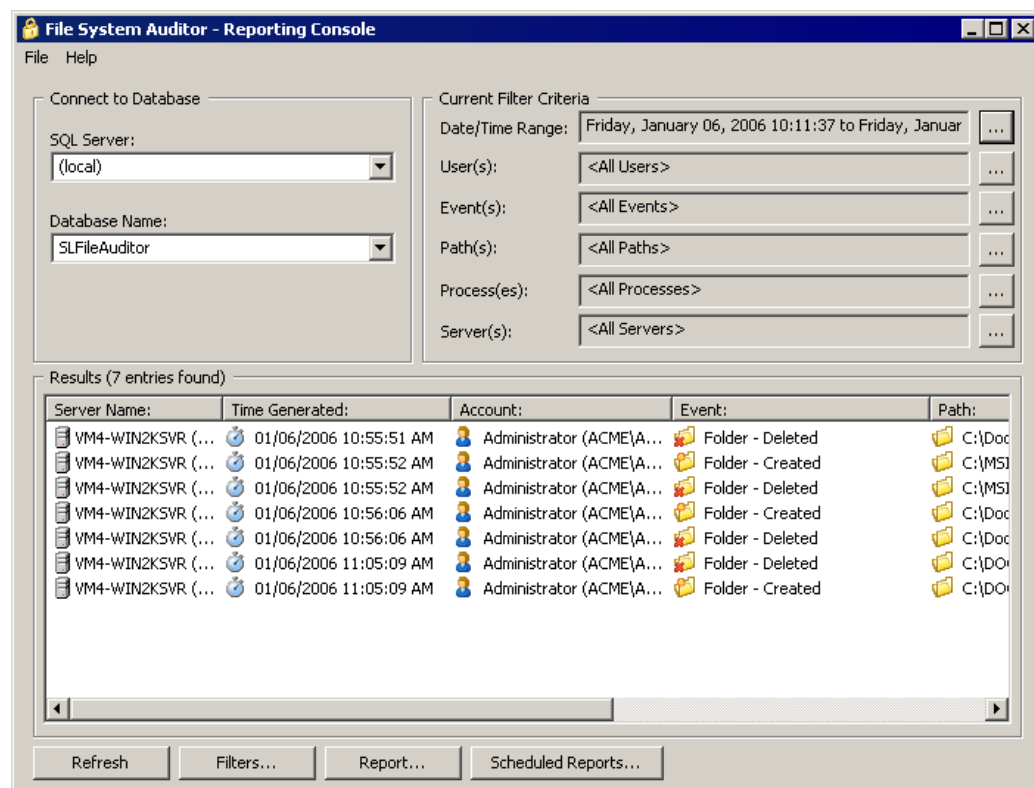 File System Auditor - Reporting Console
File Help
Connect to Database
SQL Server:
(local)
Database Name:
SLFileAuditor
Current Filter Criteria
Date/Time Range: Friday, January 06, 2006 10:11:37 to Friday, Januar ...
User(s): <All Users> ...
Event(s): <All Events> ...
Path(s): <All Paths> ...
Process(es): <All Processes> ...
Server(s): <All Servers> ...
Results (7 entries found)
Server Name: Time Generated: Account: Event: Path:
VM4-WIN2KSVR (... 01/06/2006 10:55:51 AM Administrator (ACME\A... Folder - Deleted C:\Doc
VM4-WIN2KSVR (... 01/06/2006 10:55:52 AM Administrator (ACME\A... Folder - Created C:\MSI
VM4-WIN2KSVR (... 01/06/2006 10:55:52 AM Administrator (ACME\A... Folder - Deleted C:\MSI
VM4-WIN2KSVR (... 01/06/2006 10:56:06 AM Administrator (ACME\A... Folder - Created C:\Doc
VM4-WIN2KSVR (... 01/06/2006 10:56:06 AM Administrator (ACME\A... Folder - Deleted C:\Doc
VM4-WIN2KSVR (... 01/06/2006 11:05:09 AM Administrator (ACME\A... Folder - Deleted C:\DO
VM4-WIN2KSVR (... 01/06/2006 11:05:09 AM Administrator (ACME\A... Folder - Created C:\DO
Refresh Filters... Report... Scheduled Reports...